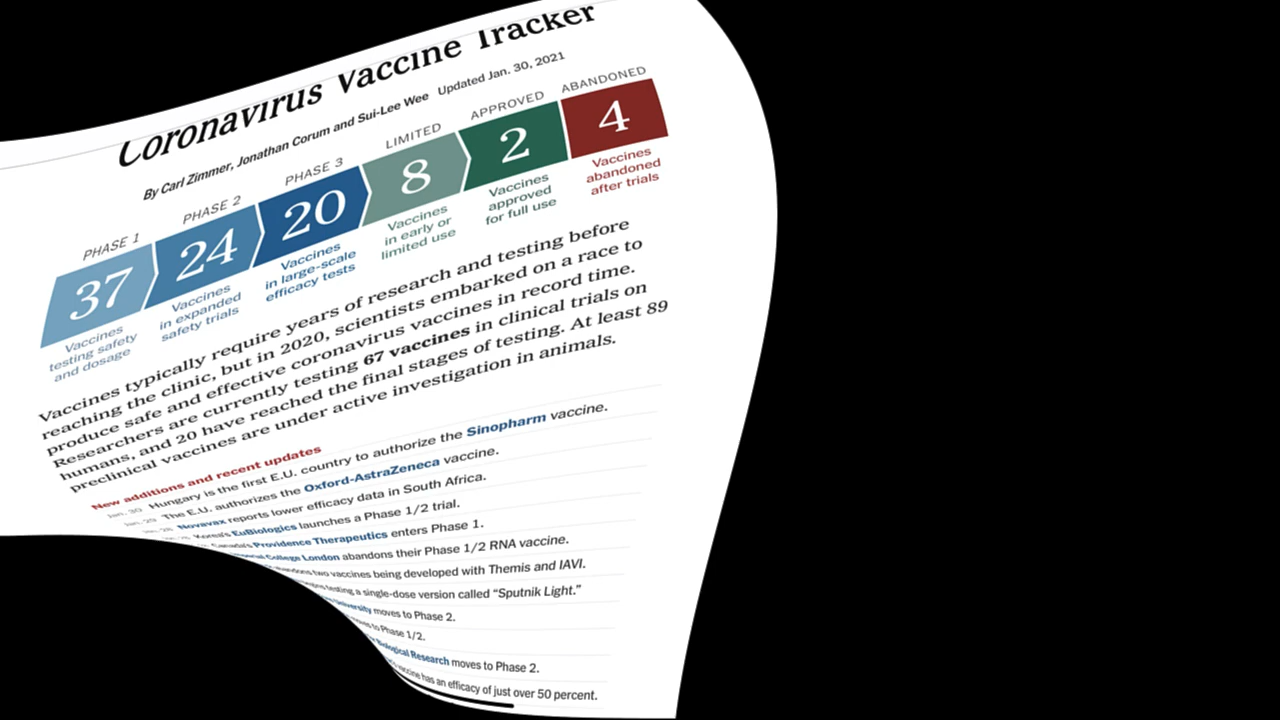 Coronavirus Vaccine Tracker
By Carl Zimmer, Jonathan Corum and Sui-Lee Wee Updated Jan. 30, 2021
PHASE 1 PHASE 2 PHASE 3 LIMITED APPROVED ABANDONED
37 24 20 8 2 4
Vaccines
testing safety
and dosage
Vaccines
in expanded
safety trials
Vaccines
in large-scale
efficacy tests
Vaccines
in early or
limited use
Vaccines
approved
for full use
Vaccines
abandoned
after trials
Vaccines typically require years of research and testing before
reaching the clinic, but in 2020, scientists embarked on a race to
produce safe and effective coronavirus vaccines in record time.
Researchers are currently testing 67 vaccines in clinical trials on
humans, and 20 have reached the final stages of testing. At least 89
preclinical vaccines are under active investigation in animals.
New additions and recent updates
Jan. 30 Hungary is the first E.U. country to authorize the Sinopharm vaccine.
Jan. 29 The E.U. authorizes the Oxford-AstraZeneca vaccine.
Jan. 28 Novavax reports lower efficacy data in South Africa.
Korea's EuBiologics launches a Phase 1/2 trial.
Canada's Providence Therapeutics enters Phase 1.
College London abandons their Phase 1/2 RNA vaccine.
two vaccines being developed with Themis and IAVI.
testing a single-dose version called “Sputnik Light.”
University moves to Phase 2.
to Phase 1/2.
Biological Research moves to Phase 2.
vaccine has an efficacy of just over 50 percent.